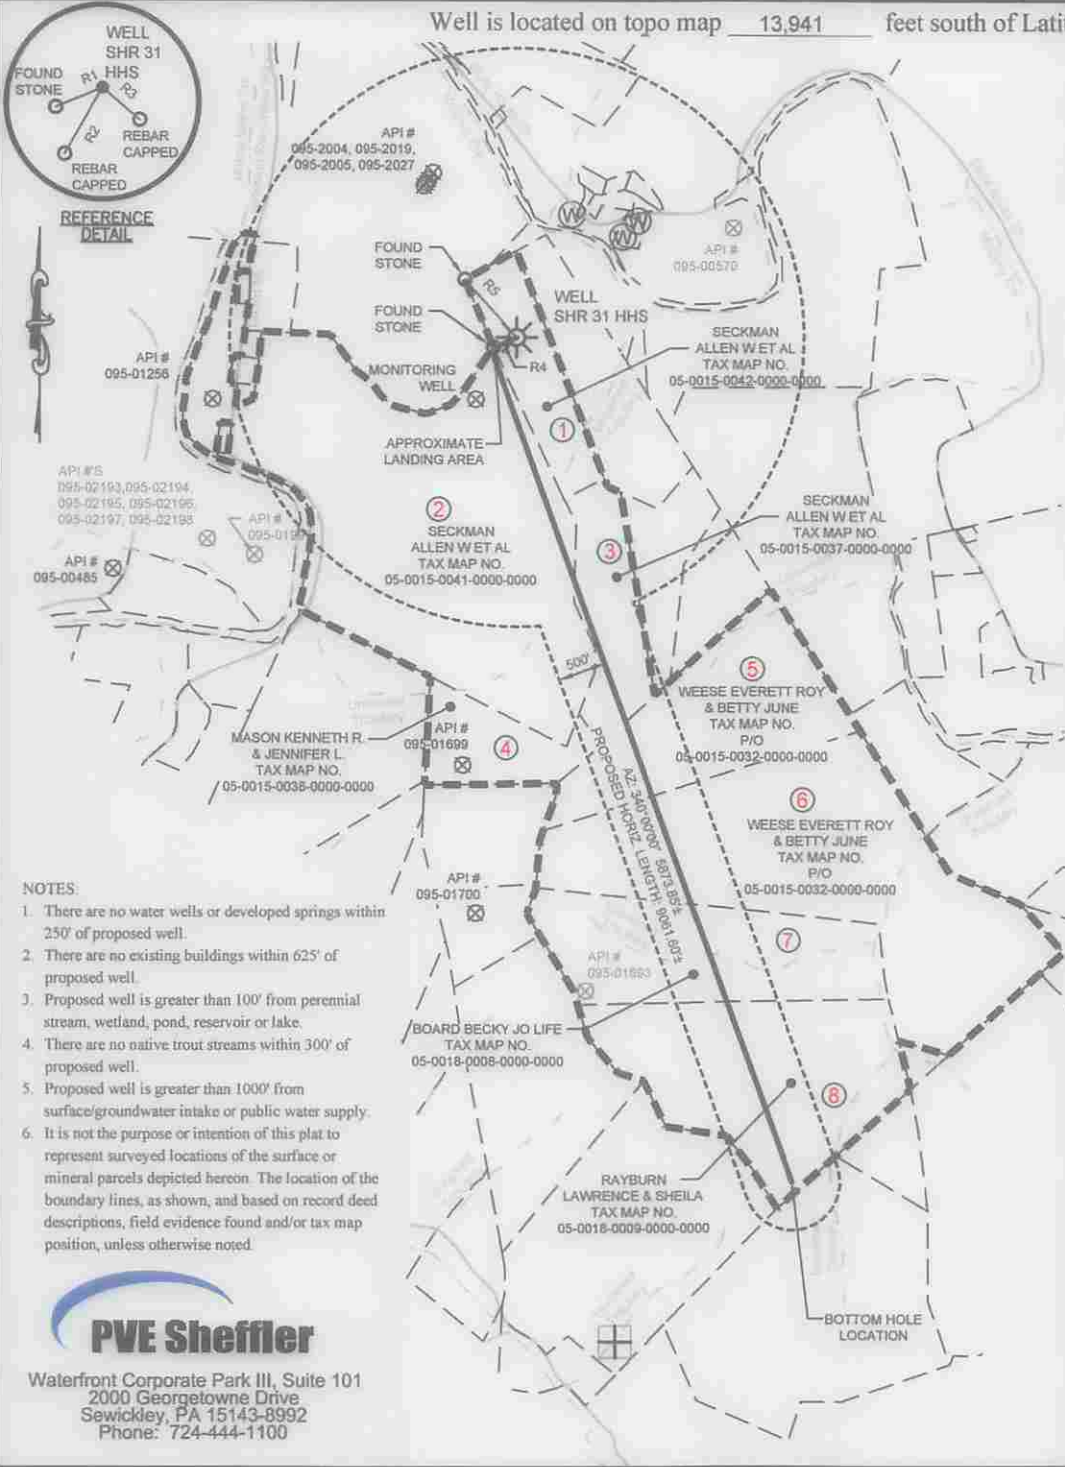 Well is located on topo map 13,941 feet south of Lati
WELL
SHR 31
HHS
FOUND
STONE
R1
R3
R2
REBAR
CAPPED
REBAR
CAPPED
REFERENCE
DETAIL
API #
095-2004, 095-2019,
095-2005, 095-2027
W
W
W
API #
095-00570
FOUND
STONE
R5
WELL
SHR 31 HHS
FOUND
STONE
R4
SECKMAN
ALLEN W ET AL
TAX MAP NO.
05-0015-0042-0000-0000
API #
095-01256
MONITORING
WELL
1
APPROXIMATE
LANDING AREA
API #'S
095-02193,095-02194,
095-02195, 095-02196,
095-02197, 095-02198
API #
API #
095-00485
2
SECKMAN
ALLEN W ET AL
TAX MAP NO.
05-0015-0041-0000-0000
SECKMAN
ALLEN W ET AL
TAX MAP NO.
05-0015-0037-0000-0000
3
500'
5
WEESE EVERETT ROY
& BETTY JUNE
TAX MAP NO.
P/O
05-0015-0032-0000-0000
MASON KENNETH R.
& JENNIFER L.
TAX MAP NO.
05-0015-0038-0000-0000
API #
095-01699
4
AZ: 340°00'00" 5873.85'±
PROPOSED HORIZ. LENGTH: 9061.60'±
6
WEESE EVERETT ROY
& BETTY JUNE
TAX MAP NO.
P/O
05-0015-0032-0000-0000
API #
095-01700
7
API #
095-01693
NOTES:
1. There are no water wells or developed springs within
250' of proposed well.
2. There are no existing buildings within 625' of
proposed well.
3. Proposed well is greater than 100' from perennial
stream, wetland, pond, reservoir or lake.
4. There are no native trout streams within 300' of
proposed well.
5. Proposed well is greater than 1000' from
surface/groundwater intake or public water supply.
6. It is not the purpose or intention of this plat to
represent surveyed locations of the surface or
mineral parcels depicted hereon. The location of the
boundary lines, as shown, and based on record deed
descriptions, field evidence found and/or tax map
position, unless otherwise noted.
BOARD BECKY JO LIFE
TAX MAP NO.
05-0018-0008-0000-0000
8
RAYBURN
LAWRENCE & SHEILA
TAX MAP NO.
05-0018-0009-0000-0000
BOTTOM HOLE
LOCATION
PVE Sheffler
Waterfront Corporate Park III, Suite 101
2000 Georgetowne Drive
Sewickley, PA 15143-8992
Phone: 724-444-1100